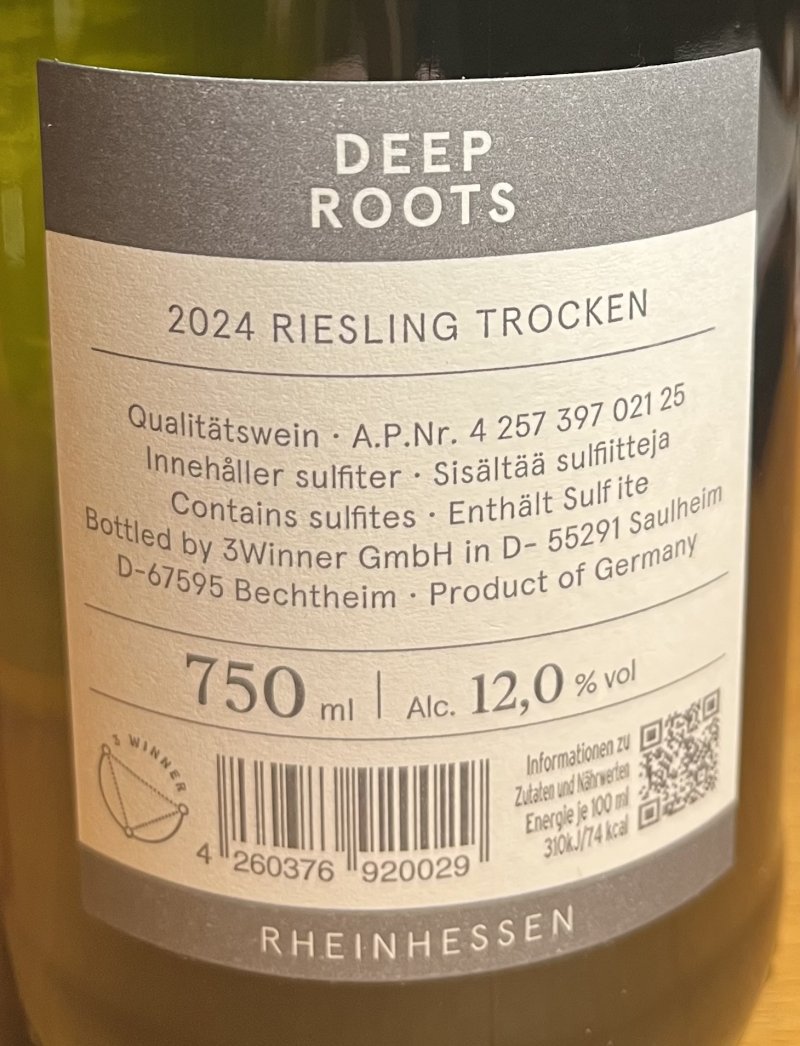 DEEP
ROOTS
2024 RIESLING TROCKEN
Qualitätswein · A.P.Nr. 4 257 397 021 25
Innehåller sulfiter · Sisältää sulfiitteja
Contains sulfites · Enthält Sulf ite
Bottled by 3Winner GmbH in D- 55291 Saulheim
D-67595 Bechtheim · Product of Germany
750 ml | Alc. 12,0 % vol
3 WINNER
Informationen zu
Zutaten und Nährwerten
Energie je 100 ml
310kJ/74 kcal
4 260376 920029
RHEINHESSEN